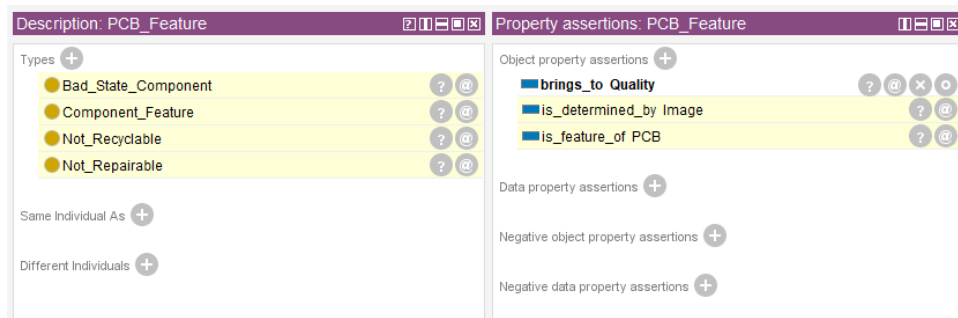 Description: PCB_Feature
Types
Bad_State_Component
Component_Feature
Not_Recyclable
Not_Repairable
Same Individual As
Different Individuals
Property assertions: PCB_Feature
Object property assertions
brings_to Quality
is_determined_by Image
is_feature_of PCB
Data property assertions
Negative object property assertions
Negative data property assertions